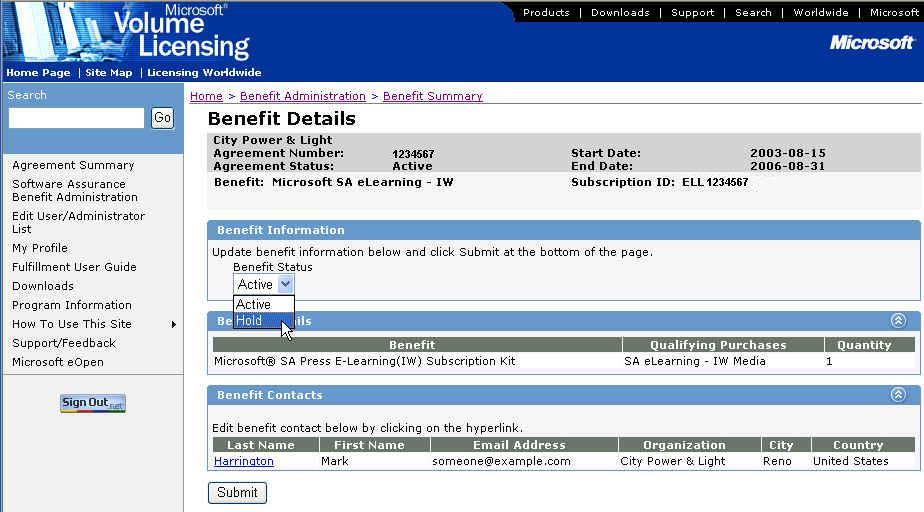 Microsoft®
Volume
Licensing
Products | Downloads | Support | Search | Worldwide | Microsoft
Microsoft
Home Page | Site Map | Licensing Worldwide
Search
Go
Agreement Summary
Software Assurance
Benefit Administration
Edit User/Administrator
List
My Profile
Fulfillment User Guide
Downloads
Program Information
How To Use This Site
Support/Feedback
Microsoft eOpen
Sign Out .net
Home > Benefit Administration > Benefit Summary
Benefit Details
City Power & Light
Agreement Number: 1234567 Start Date: 2003-08-15
Agreement Status: Active End Date: 2006-08-31
Benefit: Microsoft SA eLearning - IW Subscription ID: ELL1234567
Benefit Information
Update benefit information below and click Submit at the bottom of the page.
Benefit Status
Active
Active
Hold
Benefit Qualifying Purchases Quantity
Microsoft® SA Press E-Learning(IW) Subscription Kit SA eLearning - IW Media 1
Benefit Contacts
Edit benefit contact below by clicking on the hyperlink.
Last Name First Name Email Address Organization City Country
Harrington Mark someone@example.com City Power & Light Reno United States
Submit